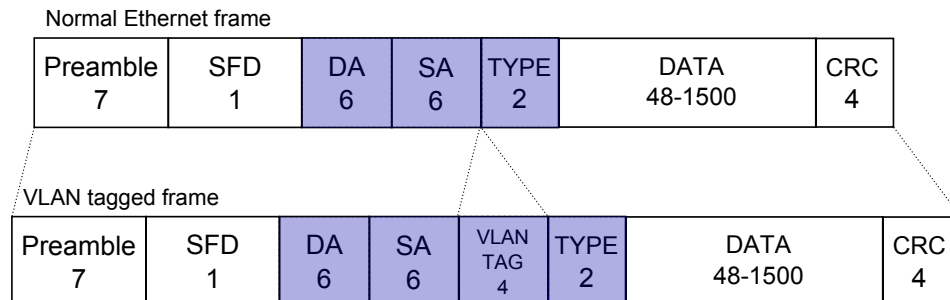 Normal Ethernet frame
Preamble SFD DA SA TYPE DATA CRC
7 1 6 6 2 48-1500 4
VLAN tagged frame
Preamble SFD DA SA VLAN TAG TYPE DATA CRC
7 1 6 6 4 2 48-1500 4